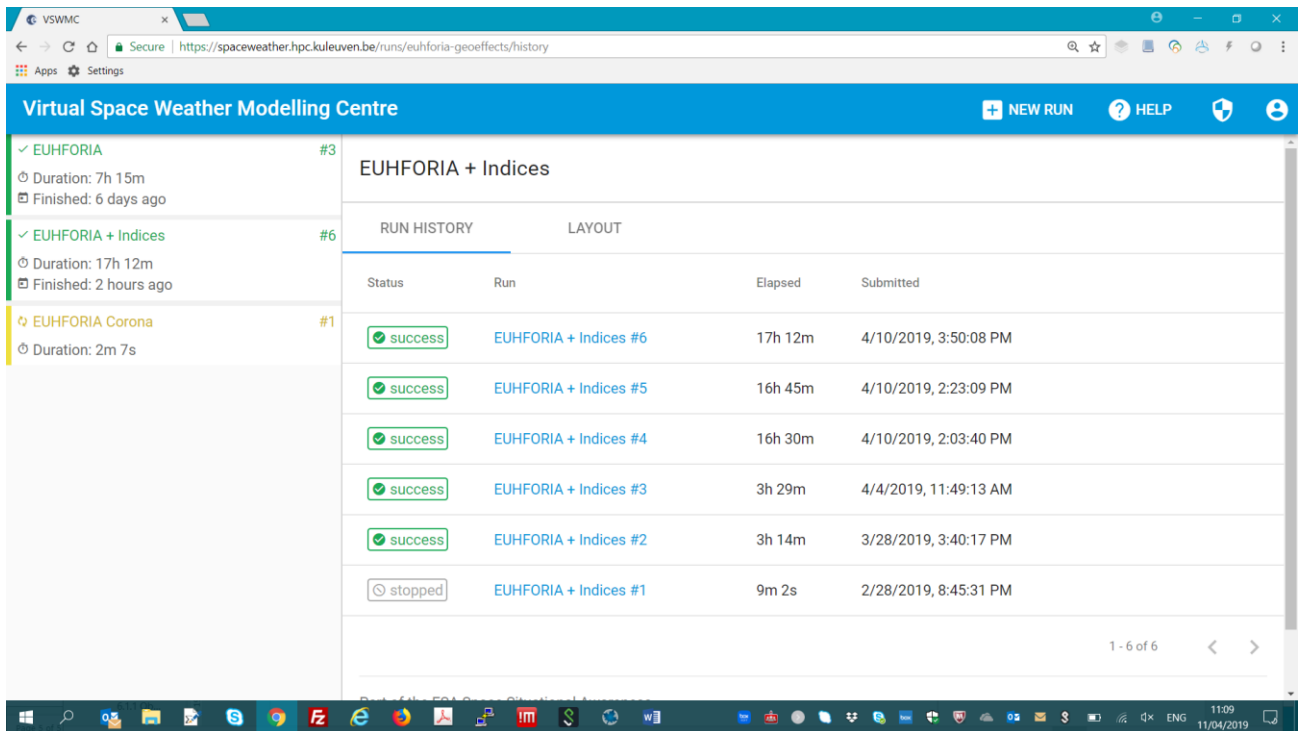 VSWMC
Secure | https://spaceweather.hpc.kuleuven.be/runs/euhforia-geoeffects/history
Apps Settings
Virtual Space Weather Modelling Centre
NEW RUN HELP
EUHFORIA #3
Duration: 7h 15m
Finished: 6 days ago
EUHFORIA + Indices #6
Duration: 17h 12m
Finished: 2 hours ago
EUHFORIA Corona #1
Duration: 2m 7s
EUHFORIA + Indices
RUN HISTORY LAYOUT
Status Run Elapsed Submitted
success EUHFORIA + Indices #6 17h 12m 4/10/2019, 3:50:08 PM
success EUHFORIA + Indices #5 16h 45m 4/10/2019, 2:23:09 PM
success EUHFORIA + Indices #4 16h 30m 4/10/2019, 2:03:40 PM
success EUHFORIA + Indices #3 3h 29m 4/4/2019, 11:49:13 AM
success EUHFORIA + Indices #2 3h 14m 3/28/2019, 3:40:17 PM
stopped EUHFORIA + Indices #1 9m 2s 2/28/2019, 8:45:31 PM
1 - 6 of 6
Part of the ESA Space Situational Awareness
ENG
11:09
11/04/2019